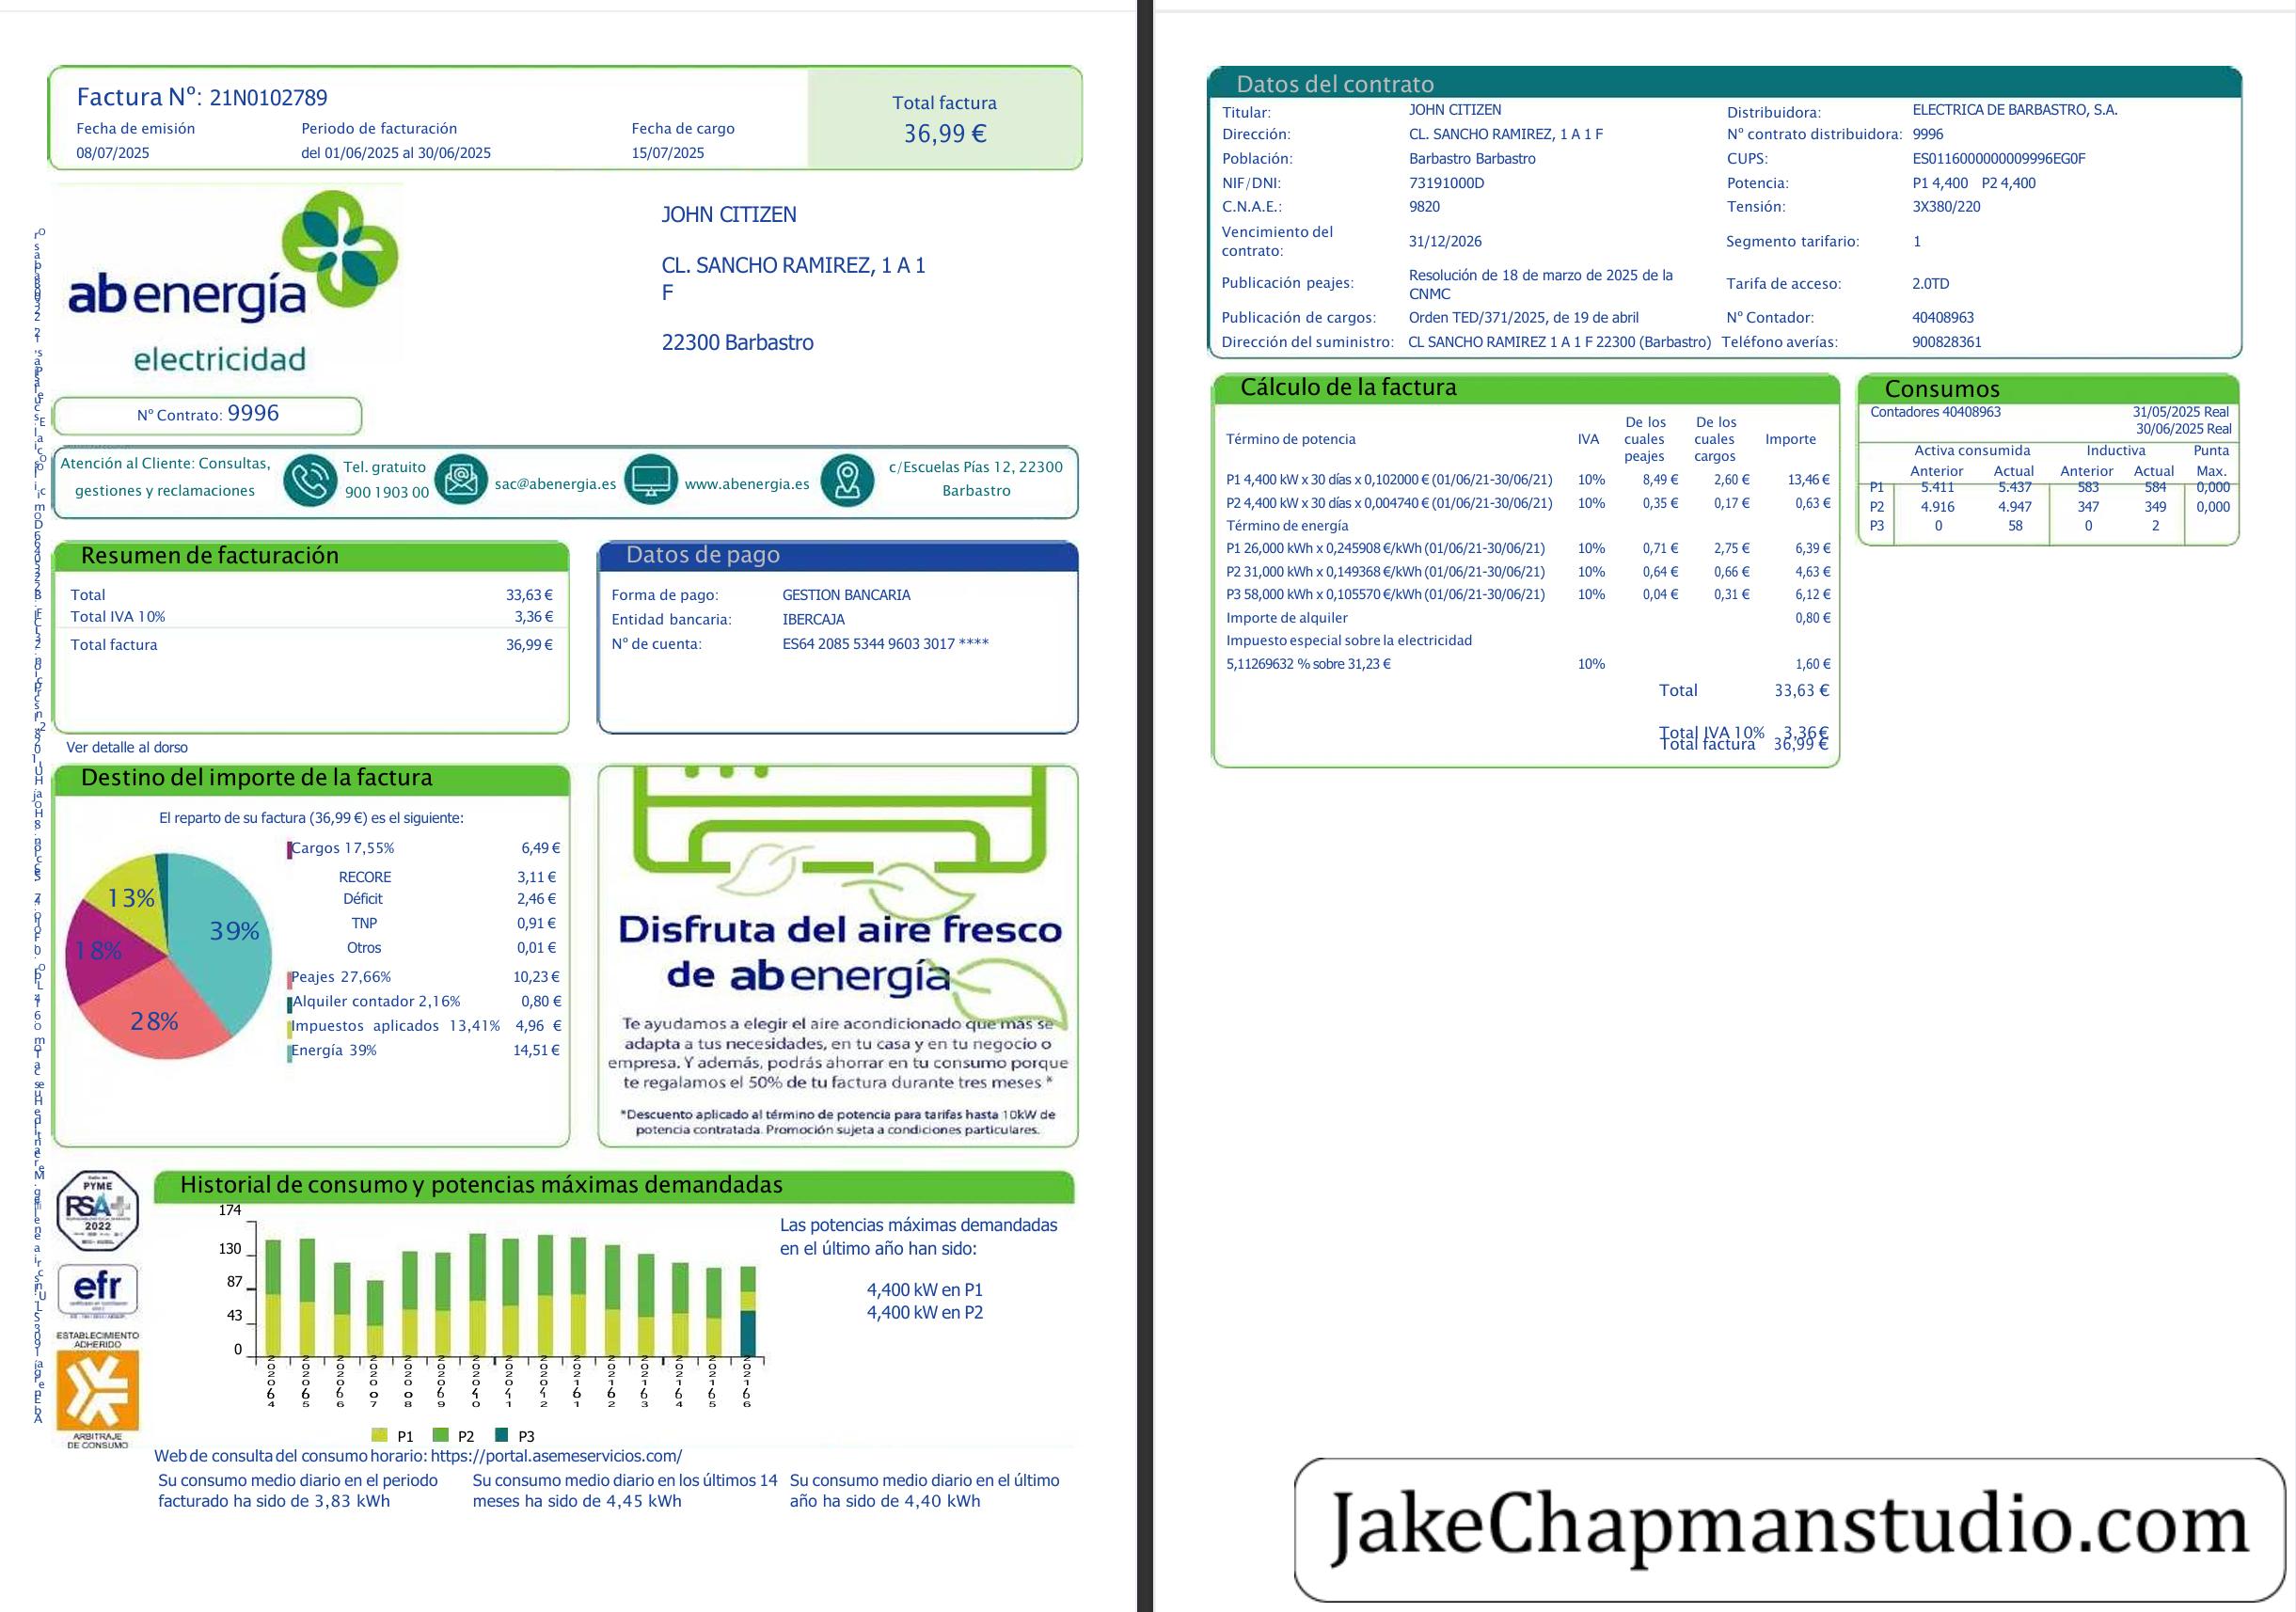 Factura Nº: 21N0102789
Fecha de emisión Periodo de facturación Fecha de cargo
08/07/2025 del 01/06/2025 al 30/06/2025 15/07/2025
Total factura
36,99 €
abenergía
electricidad
JOHN CITIZEN
CL. SANCHO RAMIREZ, 1 A 1
F
22300 Barbastro
Nº Contrato: 9996
Atención al Cliente: Consultas,
gestiones y reclamaciones
Tel. gratuito
900 1903 00
sac@abenergia.es
www.abenergia.es
c/Escuelas Pías 12, 22300
Barbastro
Resumen de facturación
Total 33,63 €
Total IVA 10% 3,36 €
Total factura 36,99 €
Datos de pago
Forma de pago: GESTION BANCARIA
Entidad bancaria: IBERCAJA
Nº de cuenta: ES64 2085 5344 9603 3017 ****
Ver detalle al dorso
Destino del importe de la factura
El reparto de su factura (36,99 €) es el siguiente:
13%
39%
18%
28%
Cargos 17,55% 6,49 €
RECORE 3,11 €
Déficit 2,46 €
TNP 0,91 €
Otros 0,01 €
Peajes 27,66% 10,23 €
Alquiler contador 2,16% 0,80 €
Impuestos aplicados 13,41% 4,96 €
Energía 39% 14,51 €
Disfruta del aire fresco
de abenergía
Te ayudamos a elegir el aire acondicionado que más se
adapta a tus necesidades, en tu casa y en tu negocio o
empresa. Y además, podrás ahorrar en tu consumo porque
te regalamos el 50% de tu factura durante tres meses *
*Descuento aplicado al término de potencia para tarifas hasta 10kW de
potencia contratada. Promoción sujeta a condiciones particulares.
PYME
RSA+
2022
efr
ESTABLECIMIENTO
ADHERIDO
ARBITRAJE
DE CONSUMO
Historial de consumo y potencias máximas demandadas
174
130
87
43
0
P1 P2 P3
Las potencias máximas demandadas
en el último año han sido:
4,400 kW en P1
4,400 kW en P2
Web de consulta del consumo horario: https://portal.asemeservicios.com/
Su consumo medio diario en el periodo
facturado ha sido de 3,83 kWh
Su consumo medio diario en los últimos 14
meses ha sido de 4,45 kWh
Su consumo medio diario en el último
año ha sido de 4,40 kWh
Datos del contrato
Titular: JOHN CITIZEN Distribuidora: ELECTRICA DE BARBASTRO, S.A.
Dirección: CL. SANCHO RAMIREZ, 1 A 1 F Nº contrato distribuidora: 9996
Población: Barbastro Barbastro CUPS: ES0116000000009996EG0F
NIF/DNI: 73191000D Potencia: P1 4,400 P2 4,400
C.N.A.E.: 9820 Tensión: 3X380/220
Vencimiento del
contrato: 31/12/2026 Segmento tarifario: 1
Publicación peajes: Resolución de 18 de marzo de 2025 de la
CNMC Tarifa de acceso: 2.0TD
Publicación de cargos: Orden TED/371/2025, de 19 de abril Nº Contador: 40408963
Dirección del suministro: CL SANCHO RAMIREZ 1 A 1 F 22300 (Barbastro) Teléfono averías: 900828361
Cálculo de la factura
Término de potencia IVA De los cuales peajes De los cuales cargos Importe
P1 4,400 kW x 30 días x 0,102000 € (01/06/21-30/06/21) 10% 8,49 € 2,60 € 13,46 €
P2 4,400 kW x 30 días x 0,004740 € (01/06/21-30/06/21) 10% 0,35 € 0,17 € 0,63 €
Término de energía
P1 26,000 kWh x 0,245908 €/kWh (01/06/21-30/06/21) 10% 0,71 € 2,75 € 6,39 €
P2 31,000 kWh x 0,149368 €/kWh (01/06/21-30/06/21) 10% 0,64 € 0,66 € 4,63 €
P3 58,000 kWh x 0,105570 €/kWh (01/06/21-30/06/21) 10% 0,04 € 0,31 € 6,12 €
Importe de alquiler 0,80 €
Impuesto especial sobre la electricidad
5,11269632 % sobre 31,23 € 10% 1,60 €
Total 33,63 €
Total IVA 10% 3,36 €
Total factura 36,99 €
Consumos
Contadores 40408963 31/05/2025 Real
30/06/2025 Real
Activa consumida Inductiva Punta
Anterior Actual Anterior Actual Max.
P1 5.411 5.437 583 584 0,000
P2 4.916 4.947 347 349 0,000
P3 0 58 0 2
JakeChapmanstudio.com